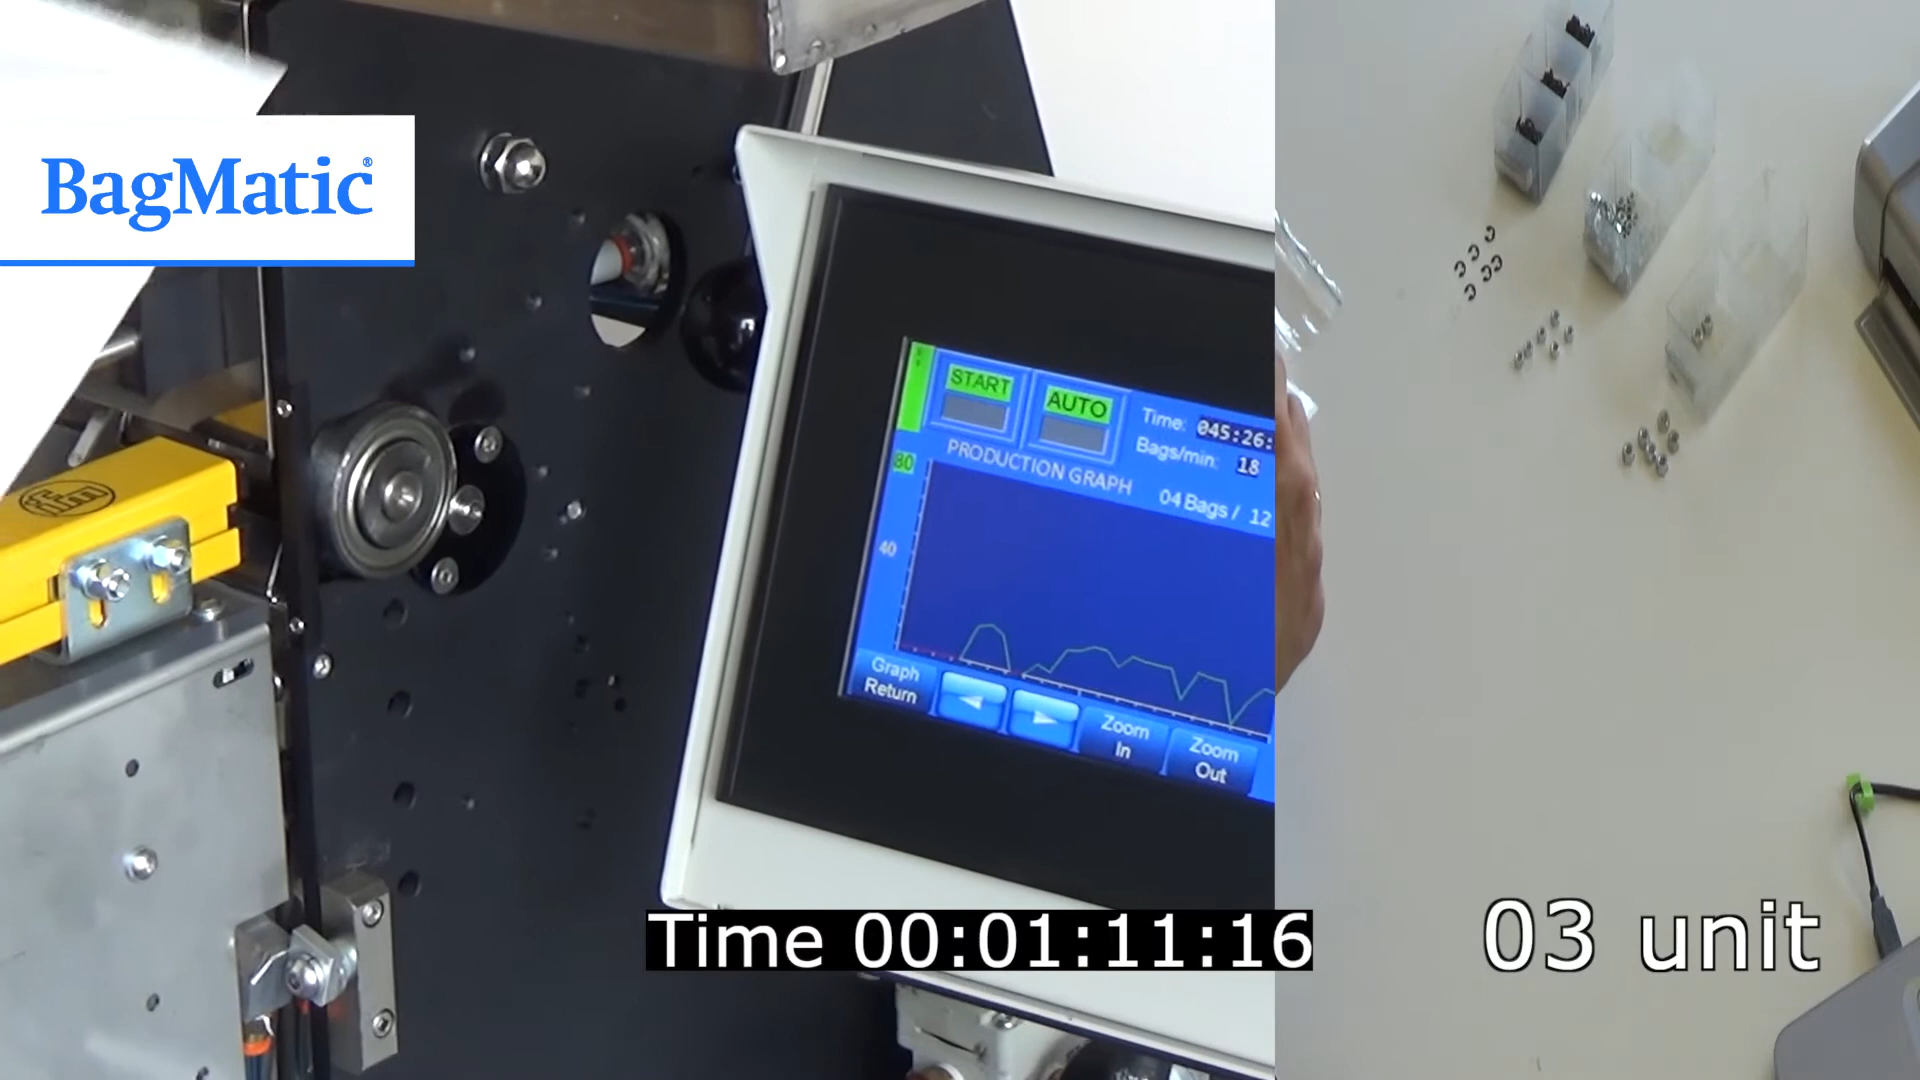 BagMatic®
START
AUTO
Time: 045:26:
Bags/min: 18
PRODUCTION GRAPH
04 Bags / 12
80
40
Graph
Return
Zoom
In
Zoom
Out
Time 00:01:11:16
03 unit